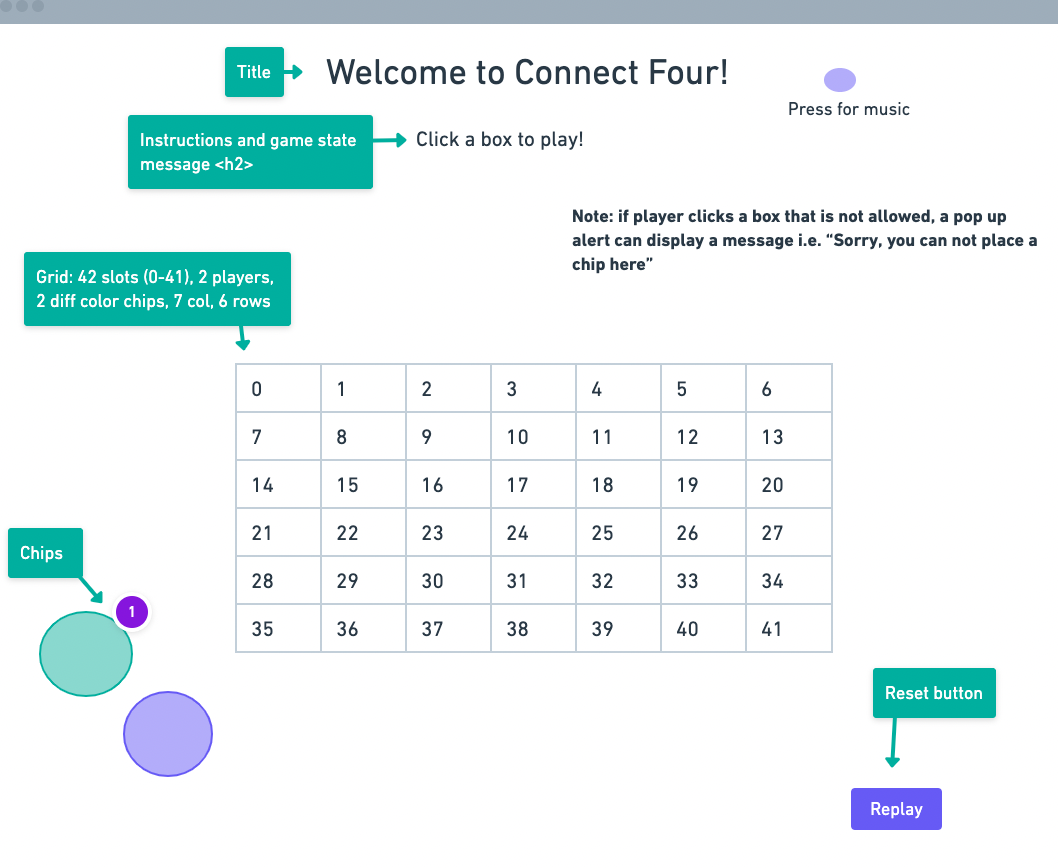 Title
Welcome to Connect Four!
Press for music
Instructions and game state
message <h2>
Click a box to play!
Note: if player clicks a box that is not allowed, a pop up
alert can display a message i.e. “Sorry, you can not place a
chip here”
Grid: 42 slots (0-41), 2 players,
2 diff color chips, 7 col, 6 rows
0 1 2 3 4 5 6
7 8 9 10 11 12 13
14 15 16 17 18 19 20
21 22 23 24 25 26 27
28 29 30 31 32 33 34
35 36 37 38 39 40 41
Chips
1
Reset button
Replay